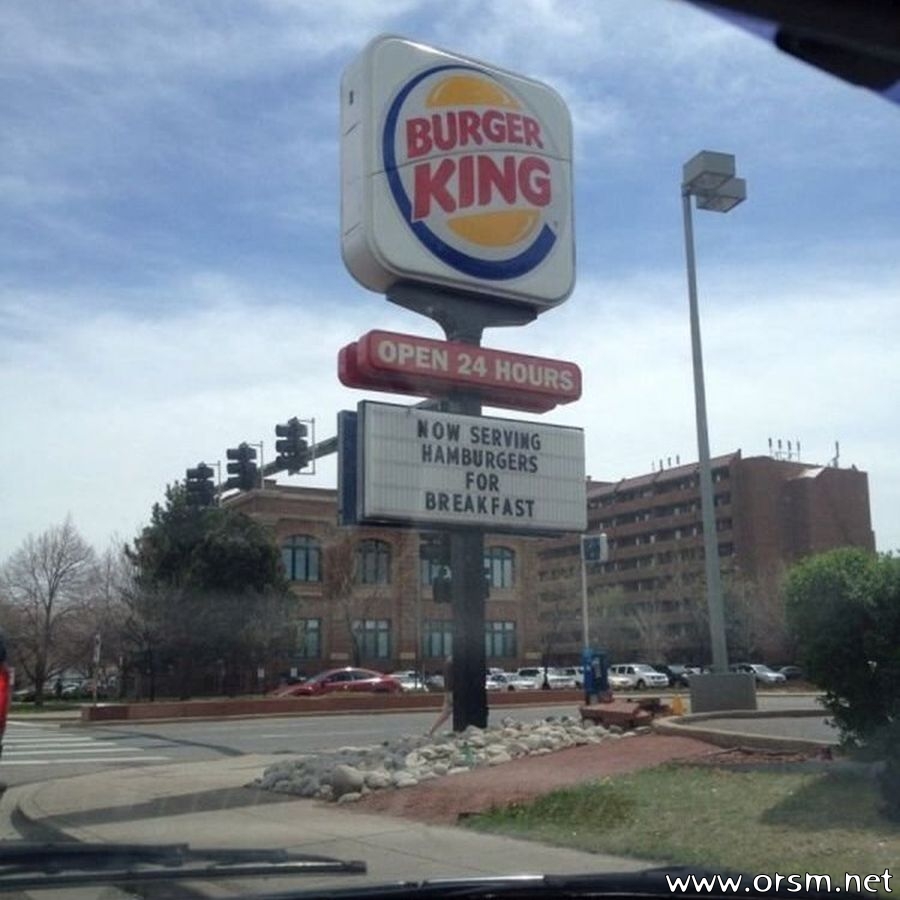 BURGER
KING
OPEN 24 HOURS
NOW SERVING
HAMBURGERS
FOR
BREAKFAST
www.orsm.net